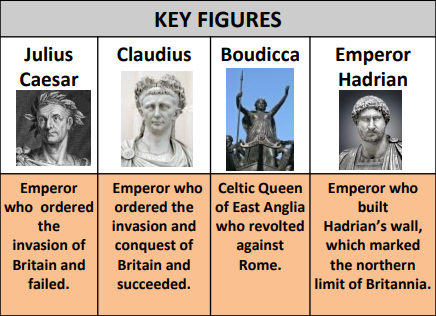 KEY FIGURES
Julius
Caesar
Claudius
Boudicca
Emperor
Hadrian
Emperor
who ordered
the
invasion of
Britain and
failed.
Emperor who
ordered the
invasion and
conquest of
Britain and
succeeded.
Celtic Queen
of East Anglia
who revolted
against
Rome.
Emperor who
built
Hadrian’s wall,
which marked
the northern
limit of Britannia.